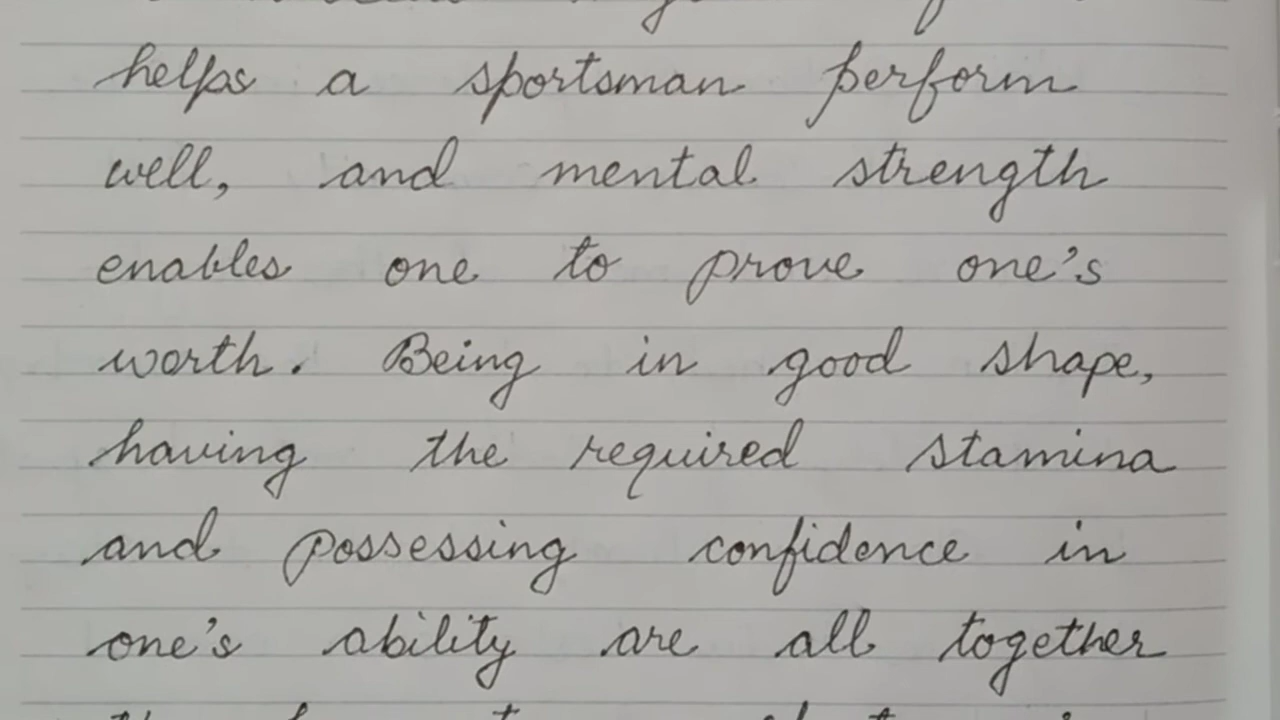 helps a sportsman perform
well, and mental strength
enables one to prove one's
worth. Being in good shape,
having the required stamina
and possessing confidence in
one's ability are all together